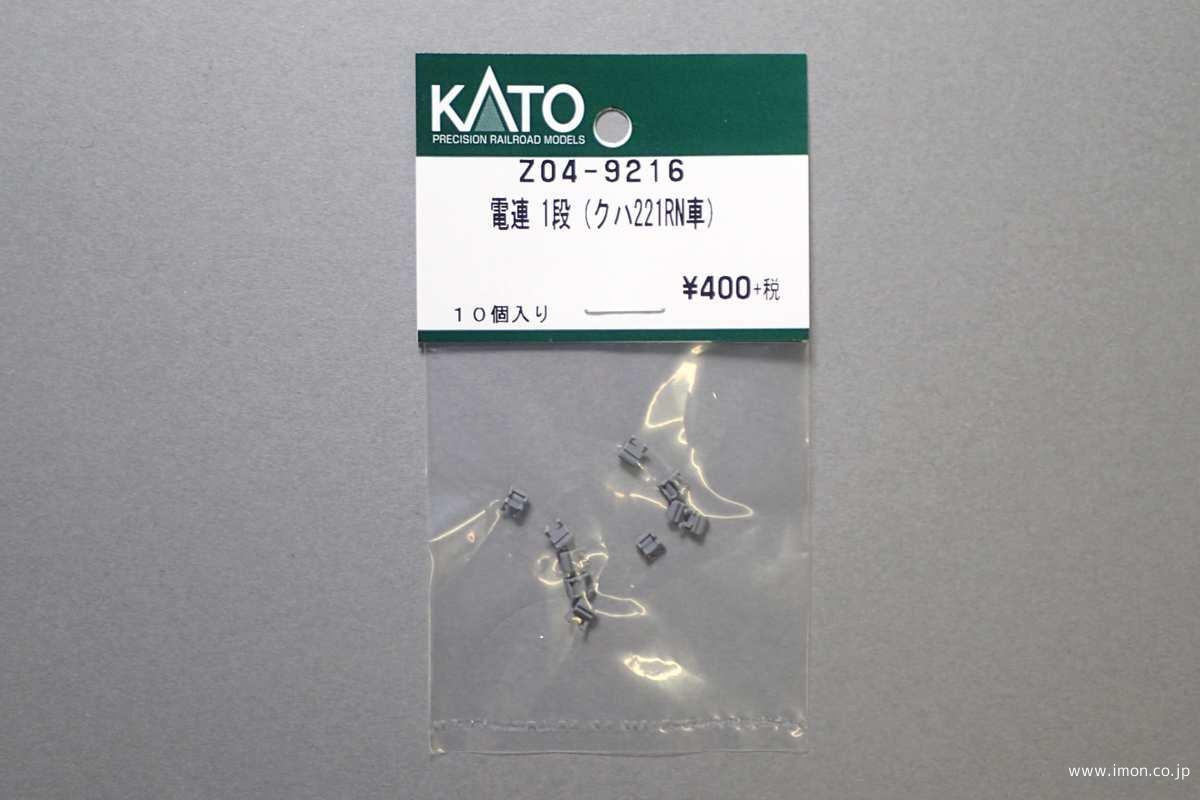 KATO
PRECISION RAILROAD MODELS
Z04-9216
電連 1段 (クハ221RN車)
¥400+税
10個入り
www.imon.co.jp